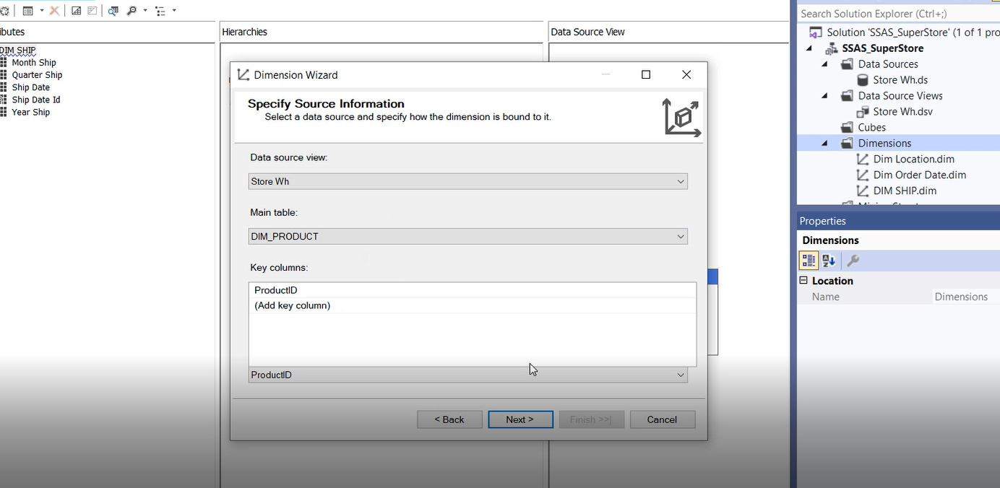 Search Solution Explorer (Ctrl+;)
ibutes
Hierarchies
Data Source View
Solution 'SSAS_SuperStore' (1 of 1 pro
DIM SHIP
Month Ship
Quarter Ship
Ship Date
Ship Date Id
Year Ship
SSAS_SuperStore
Data Sources
Store Wh.ds
Data Source Views
Store Wh.dsv
Cubes
Dimensions
Dim Location.dim
Dim Order Date.dim
DIM SHIP.dim
Dimension Wizard
Specify Source Information
Select a data source and specify how the dimension is bound to it.
Data source view:
Store Wh
Main table:
DIM_PRODUCT
Key columns:
ProductID
(Add key column)
ProductID
< Back
Next >
Finish >>|
Cancel
Properties
Dimensions
Location
Name
Dimensions